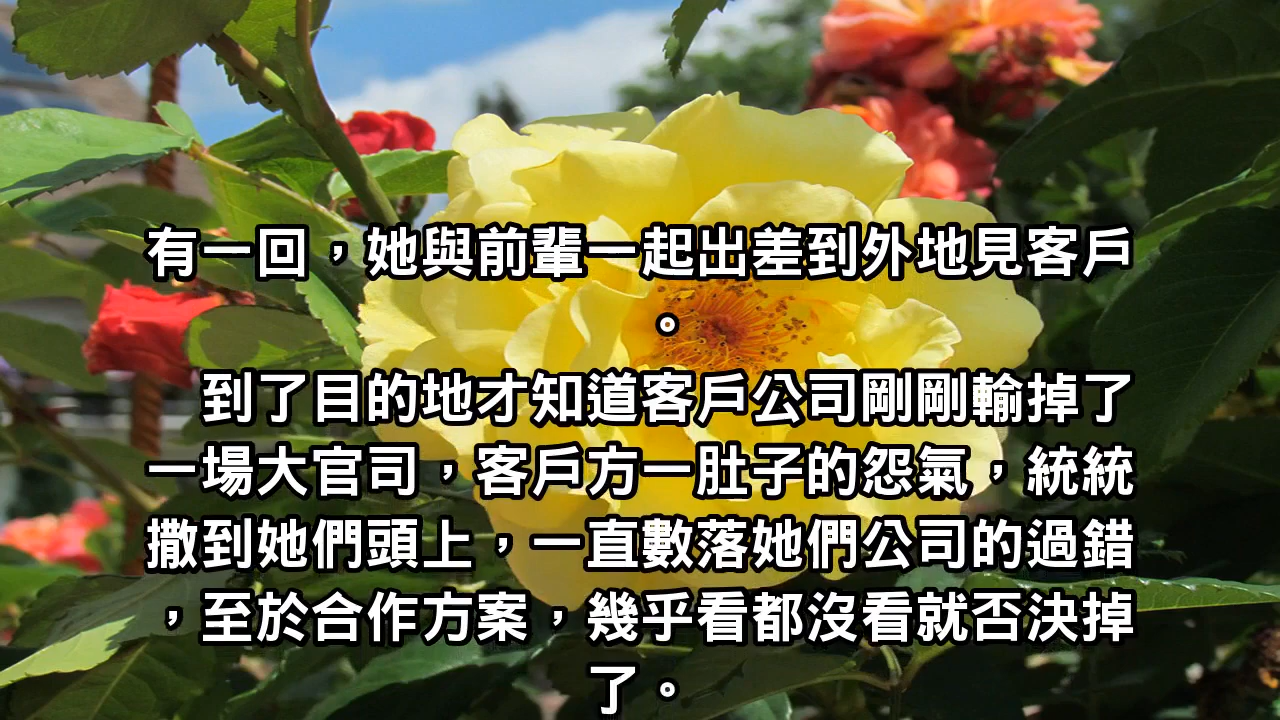 有一回，她與前輩一起出差到外地見客戶
。
到了目的地才知道客戶公司剛剛輸掉了
一場大官司，客戶方一肚子的怨氣，統統
撒到她們頭上，一直數落她們公司的過錯
，至於合作方案，幾乎看都沒看就否決掉
了。